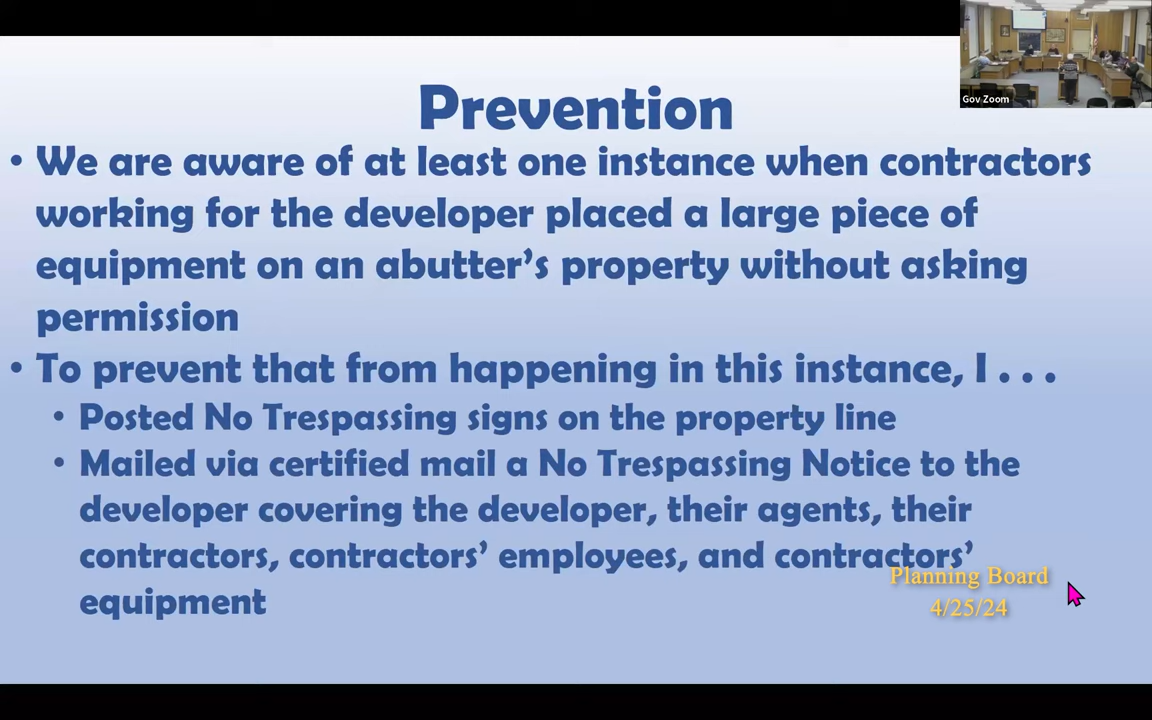 Gov Zoom
Prevention
• We are aware of at least one instance when contractors
working for the developer placed a large piece of
equipment on an abutter’s property without asking
permission
• To prevent that from happening in this instance, I . . .
• Posted No Trespassing signs on the property line
• Mailed via certified mail a No Trespassing Notice to the
developer covering the developer, their agents, their
contractors, contractors’ employees, and contractors’
equipment
Planning Board
4/25/24